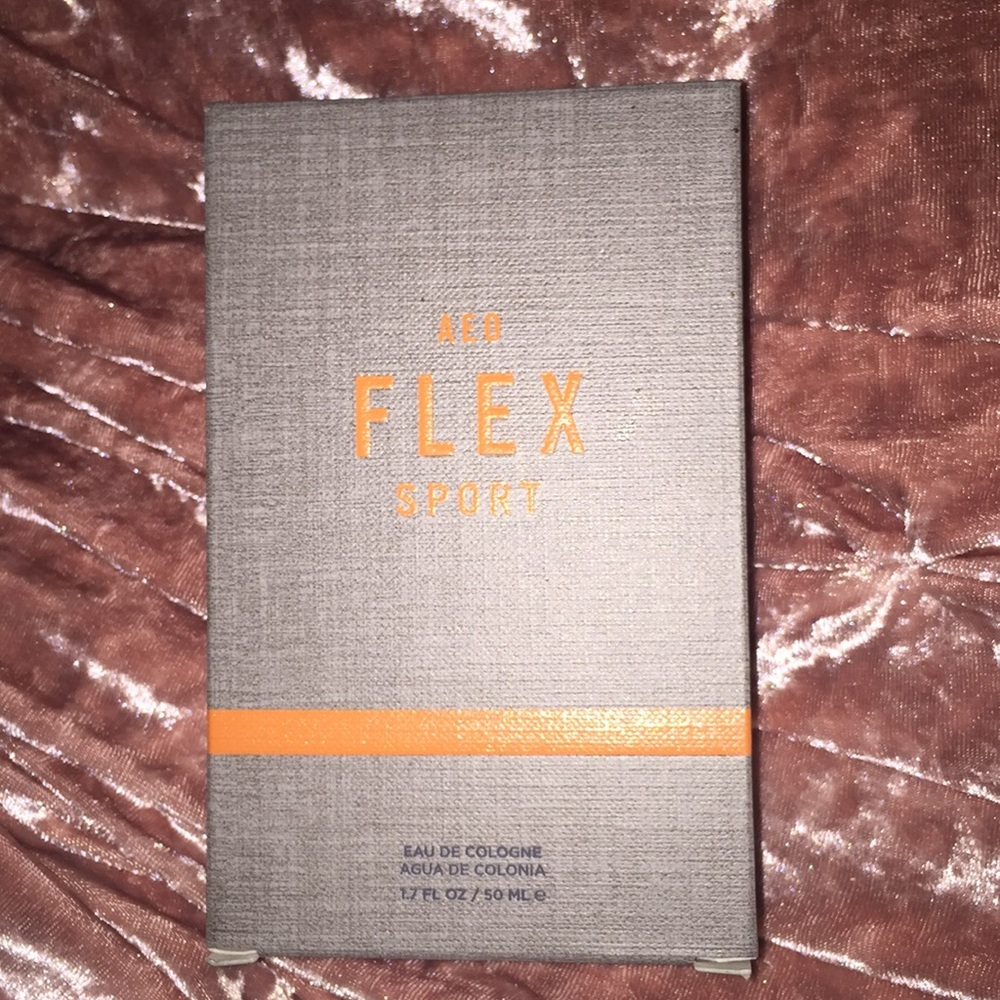 AEO
FLEX
SPORT
EAU DE COLOGNE
AGUA DE COLONIA
1.7 FL OZ / 50 ML ℮